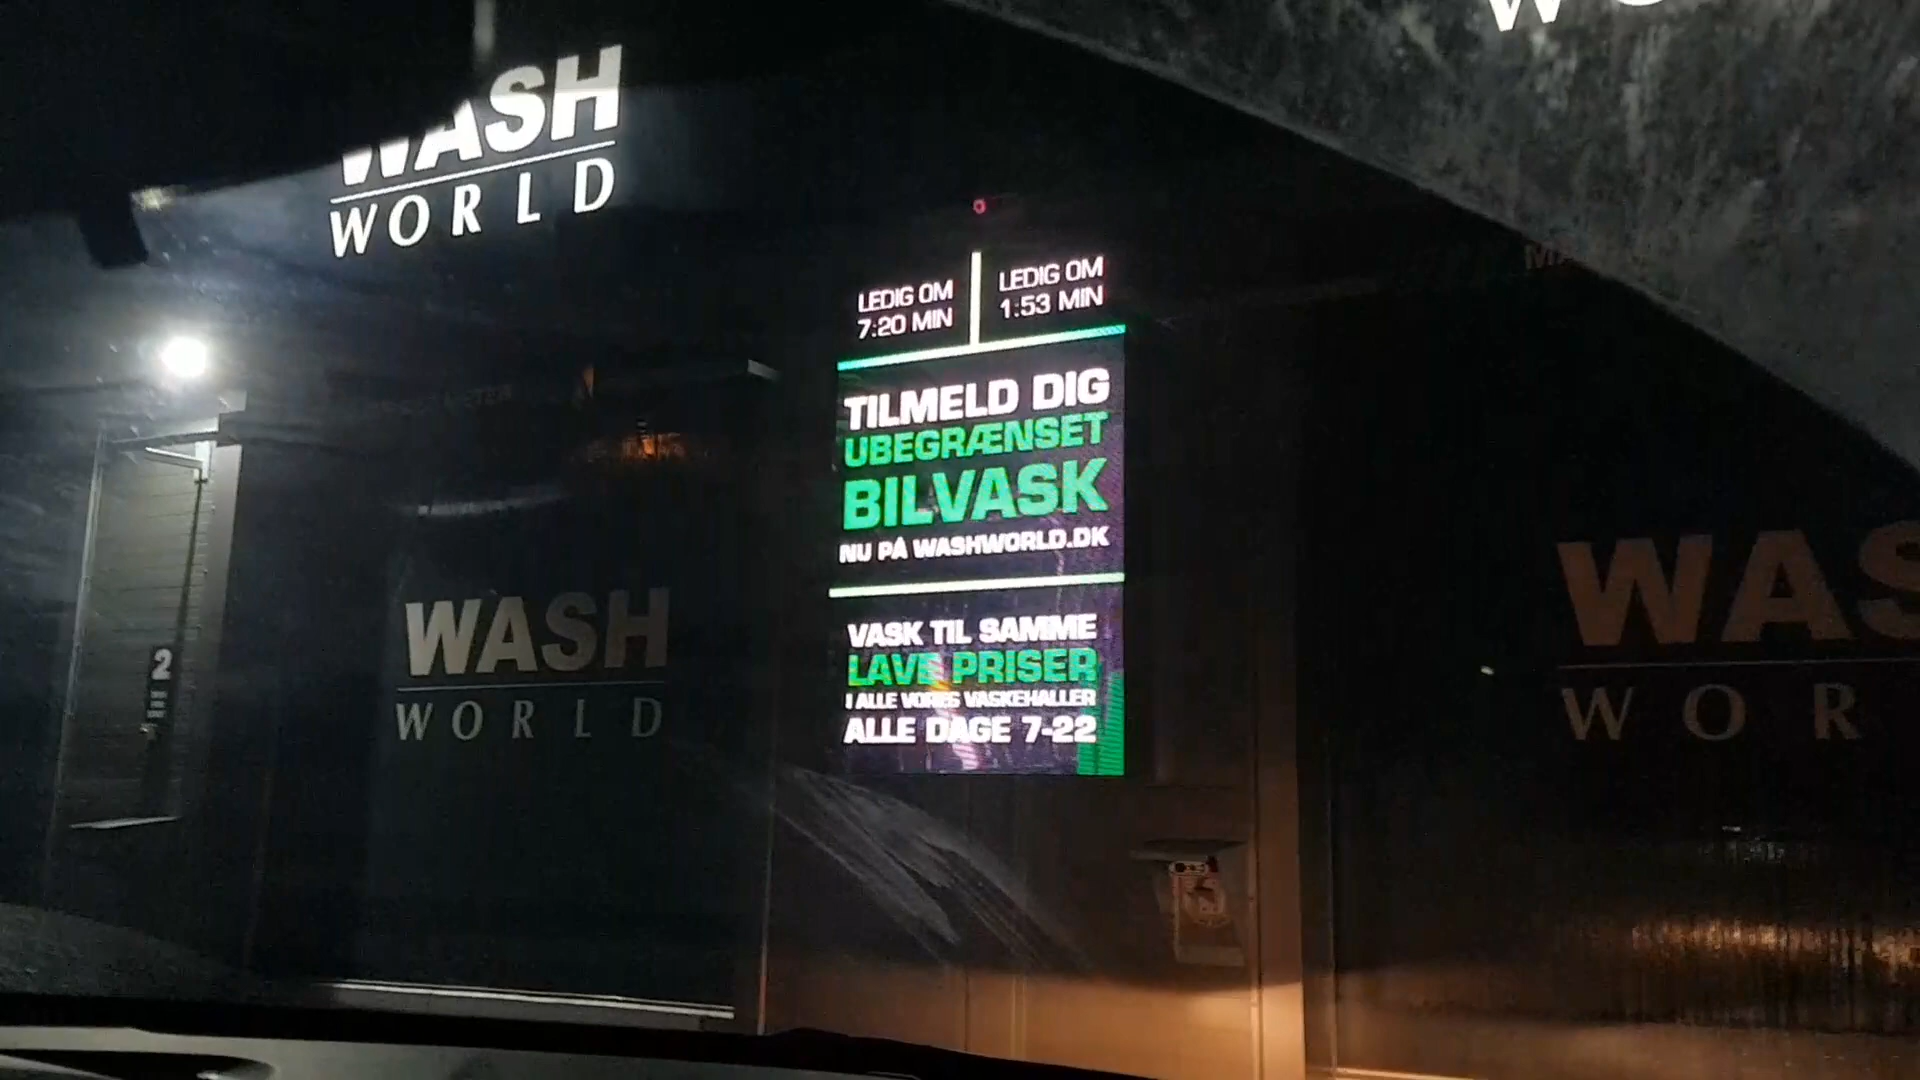 WASH
WORLD
LEDIG OM
7:20 MIN
LEDIG OM
1:53 MIN
TILMELD DIG
UBEGRÆNSET
BILVASK
NU PÅ WASHWORLD.DK
VASK TIL SAMME
LAVE PRISER
I ALLE VORES VASKEHALLER
ALLE DAGE 7-22
2
WASH
WORLD
WAS
WOR